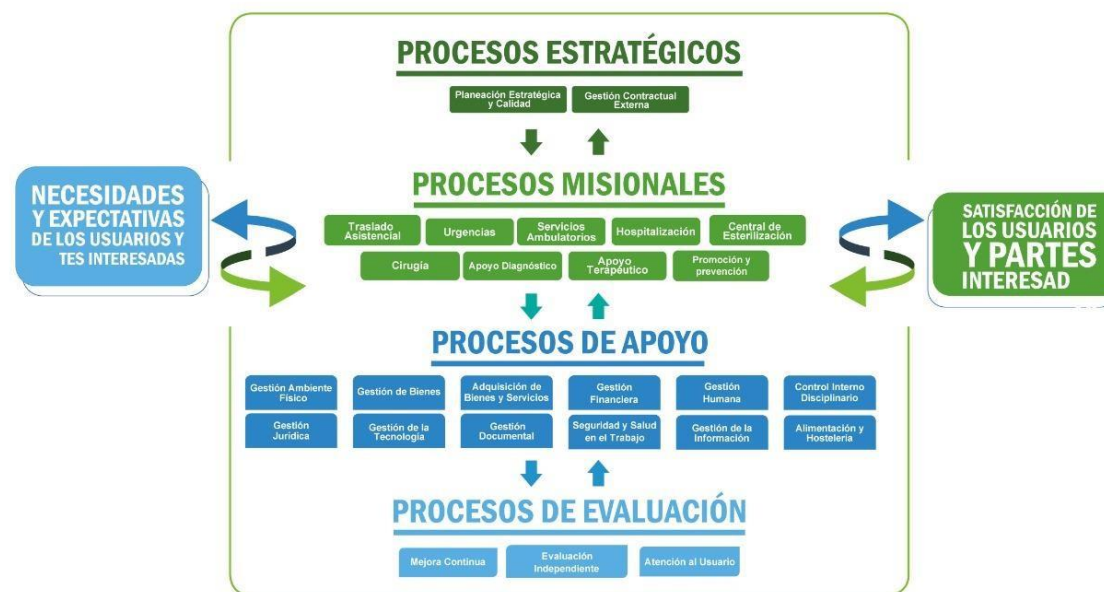 PROCESOS ESTRATÉGICOS
Planeación Estratégica
y Calidad
Gestión Contractual
Externa
NECESIDADES
Y EXPECTATIVAS
DE LOS USUARIOS Y
TES INTERESADAS
PROCESOS MISIONALES
Traslado
Asistencial
Urgencias
Servicios
Ambulatorios
Hospitalización
Central de
Esterilización
Cirugía
Apoyo Diagnóstico
Apoyo
Terapéutico
Promoción y
prevención
SATISFACCIÓN DE
LOS USUARIOS
Y PARTES
INTERESAD
PROCESOS DE APOYO
Gestión Ambiente
Físico
Gestión de Bienes
Adquisición de
Bienes y Servicios
Gestión
Financiera
Gestión
Humana
Control Interno
Disciplinario
Gestión
Jurídica
Gestión de la
Tecnología
Gestión
Documental
Seguridad y Salud
en el Trabajo
Gestión de la
Información
Alimentación y
Hostelería
PROCESOS DE EVALUACIÓN
Mejora Continua
Evaluación
Independiente
Atención al Usuario